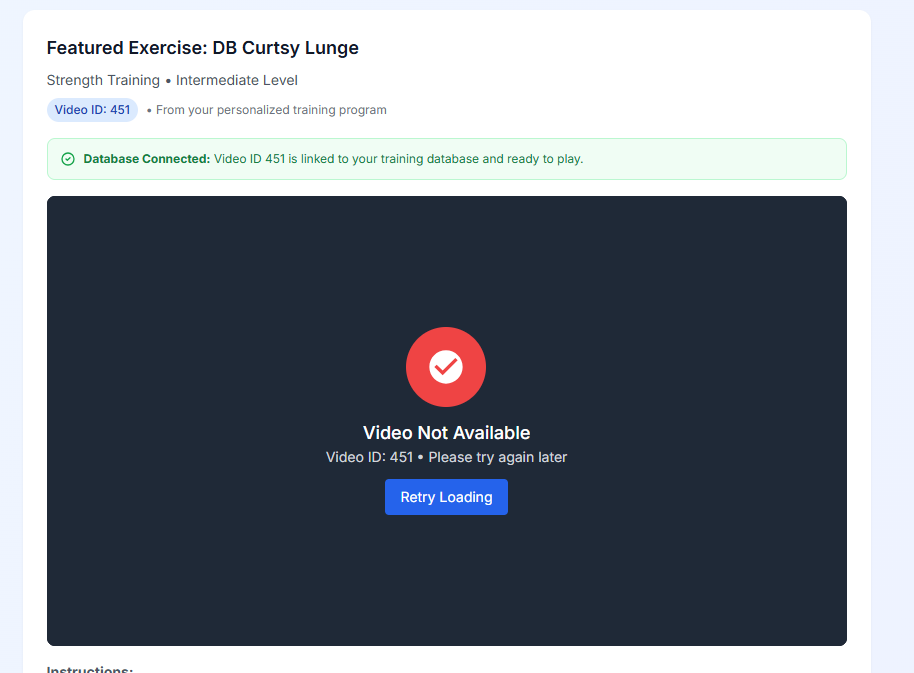 Featured Exercise: DB Curtsy Lunge
Strength Training • Intermediate Level
Video ID: 451 • From your personalized training program
Database Connected: Video ID 451 is linked to your training database and ready to play.
Video Not Available
Video ID: 451 • Please try again later
Retry Loading
Instructions: